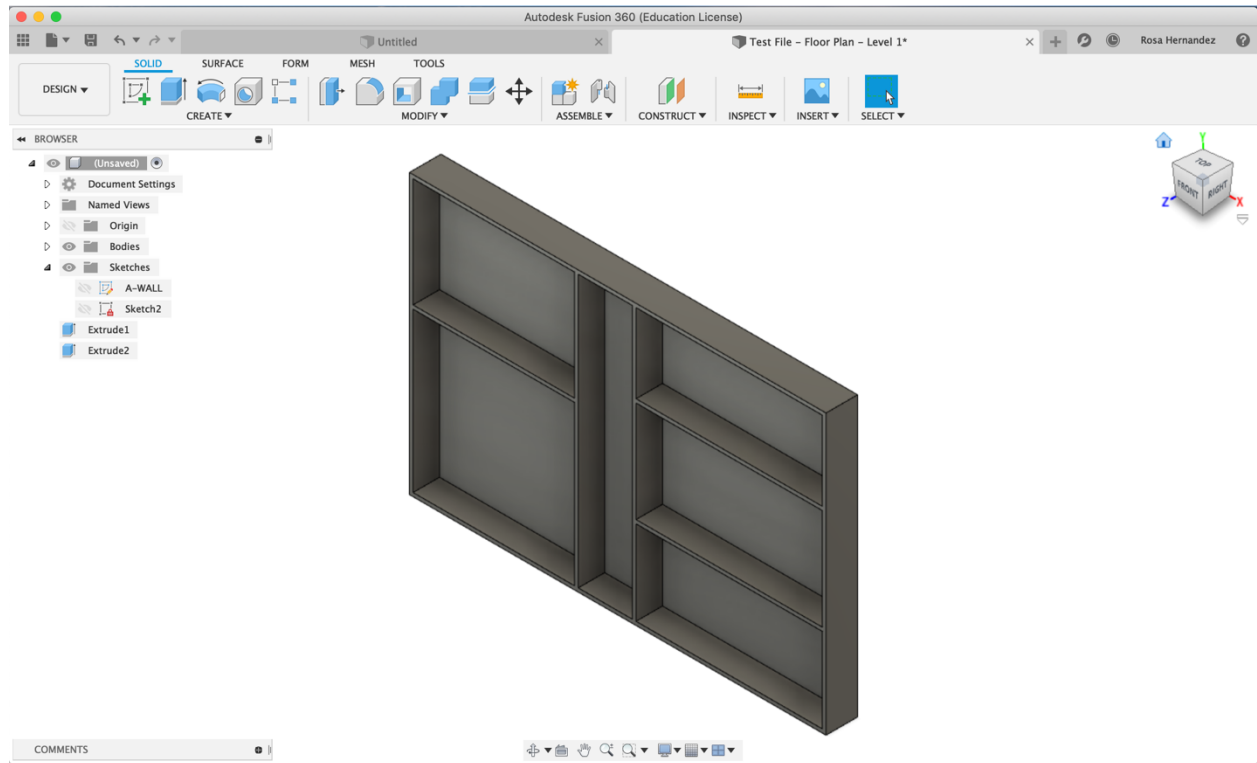 Autodesk Fusion 360 (Education License)
Untitled
Test File – Floor Plan – Level 1*
Rosa Hernandez
DESIGN
SOLID SURFACE FORM MESH TOOLS
CREATE MODIFY ASSEMBLE CONSTRUCT INSPECT INSERT SELECT
BROWSER
(Unsaved)
Document Settings
Named Views
Origin
Bodies
Sketches
A-WALL
Sketch2
Extrude1
Extrude2
Y
TOP
FRONT RIGHT
Z X
COMMENTS